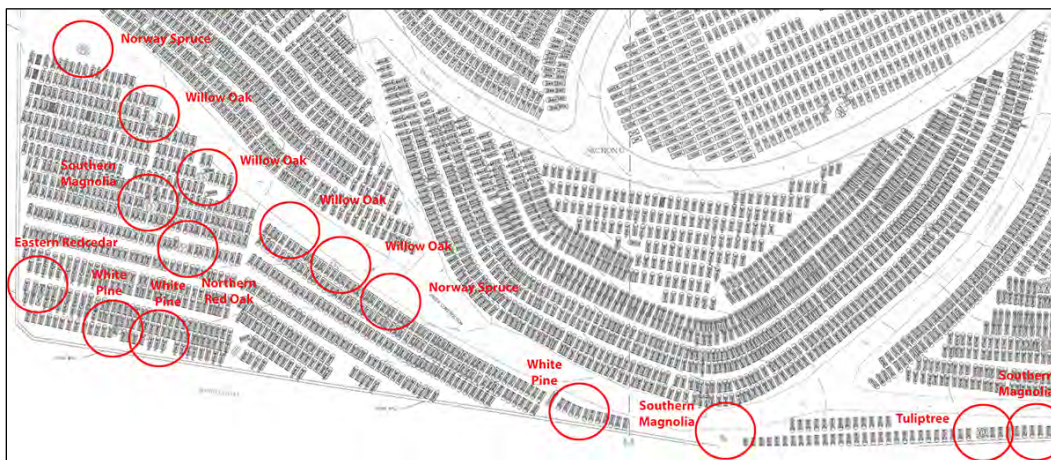 Norway Spruce
Willow Oak
Willow Oak
Southern
Magnolia
Willow Oak
Willow Oak
Eastern Redcedar
White
Pine
White
Pine
Northern
Red Oak
Norway Spruce
White
Pine
Southern
Magnolia
Tuliptree
Southern
Magnolia